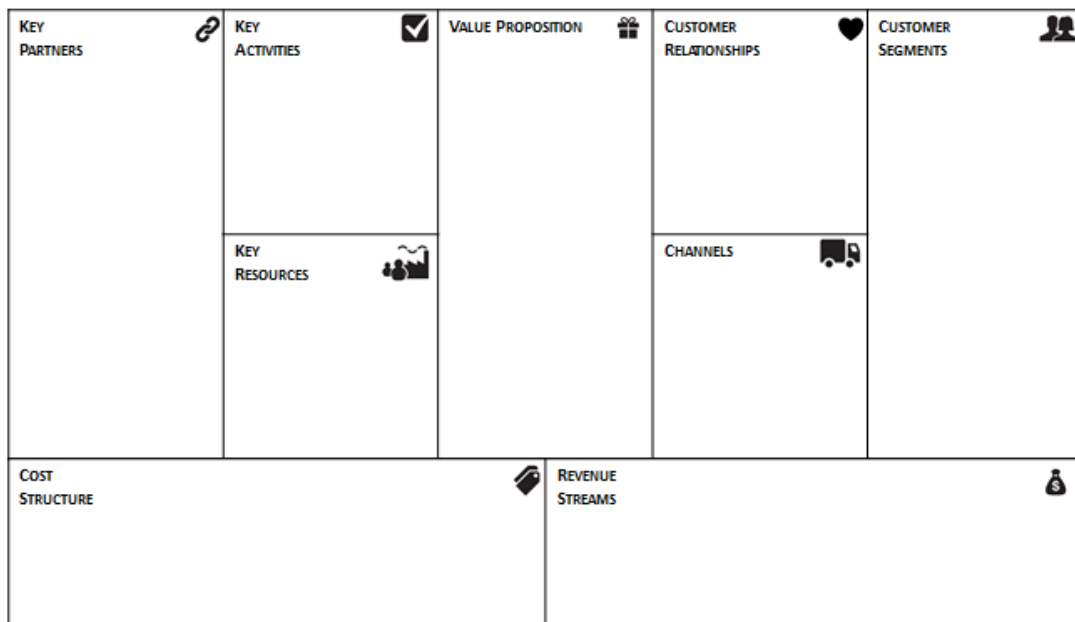 KEY
PARTNERS
KEY
ACTIVITIES
VALUE PROPOSITION
CUSTOMER
RELATIONSHIPS
CUSTOMER
SEGMENTS
KEY
RESOURCES
CHANNELS
COST
STRUCTURE
REVENUE
STREAMS
$